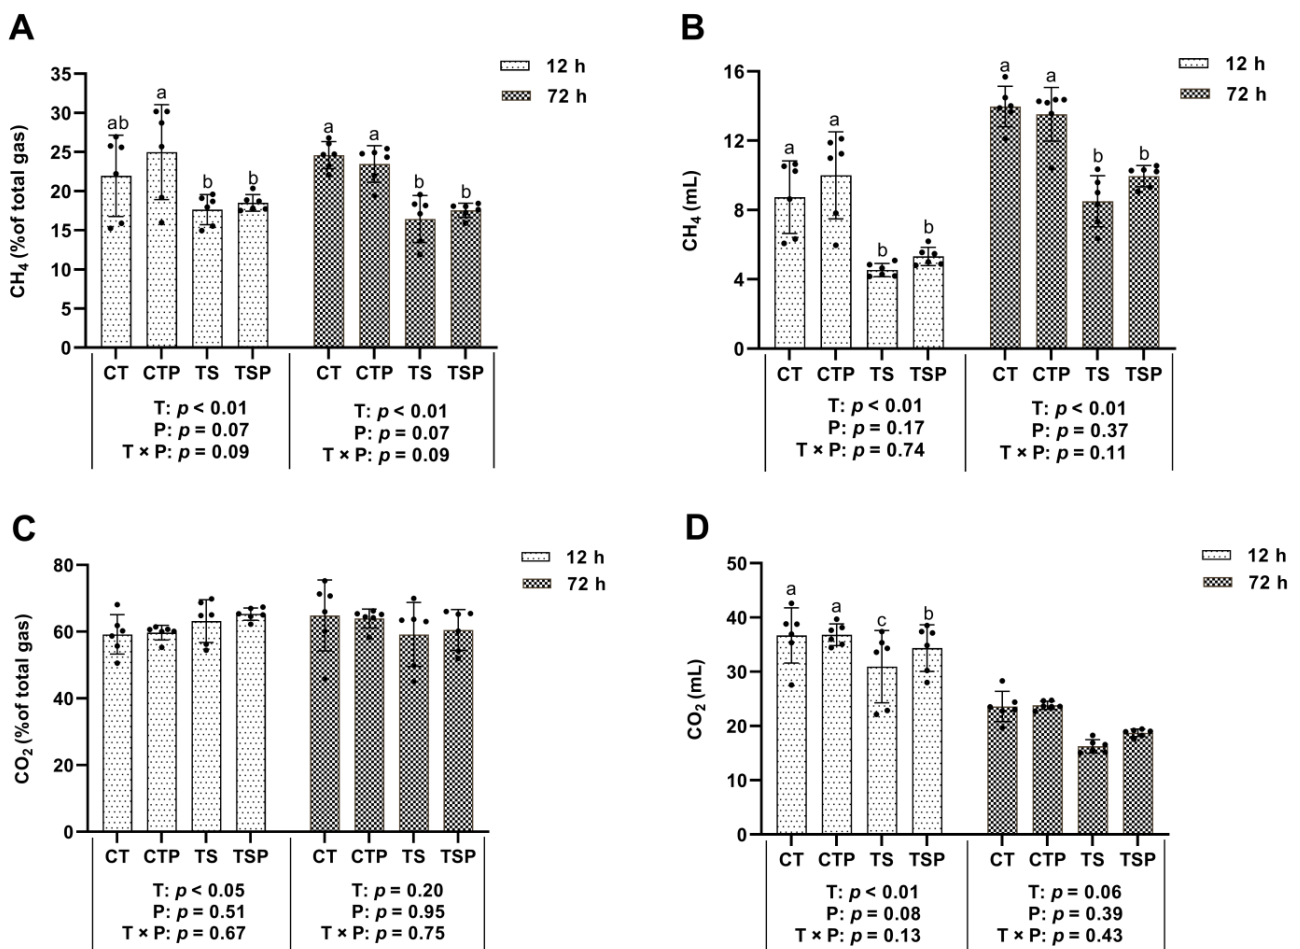 A
12 h
72 h
CH4 (%of total gas)
35
30
25
20
15
10
5
0
ab
a
b
b
a
a
b
b
CT CTP TS TSP CT CTP TS TSP
T: p < 0.01
P: p = 0.07
T × P: p = 0.09
T: p < 0.01
P: p = 0.07
T × P: p = 0.09
B
12 h
72 h
CH4 (mL)
16
12
8
4
0
a
a
b
b
a
a
b
b
CT CTP TS TSP CT CTP TS TSP
T: p < 0.01
P: p = 0.17
T × P: p = 0.74
T: p < 0.01
P: p = 0.37
T × P: p = 0.11
C
12 h
72 h
CO2 (%of total gas)
80
60
40
20
0
CT CTP TS TSP CT CTP TS TSP
T: p < 0.05
P: p = 0.51
T × P: p = 0.67
T: p = 0.20
P: p = 0.95
T × P: p = 0.75
D
12 h
72 h
CO2 (mL)
50
40
30
20
10
0
a
a
c
b
CT CTP TS TSP CT CTP TS TSP
T: p < 0.01
P: p = 0.08
T × P: p = 0.13
T: p = 0.06
P: p = 0.39
T × P: p = 0.43